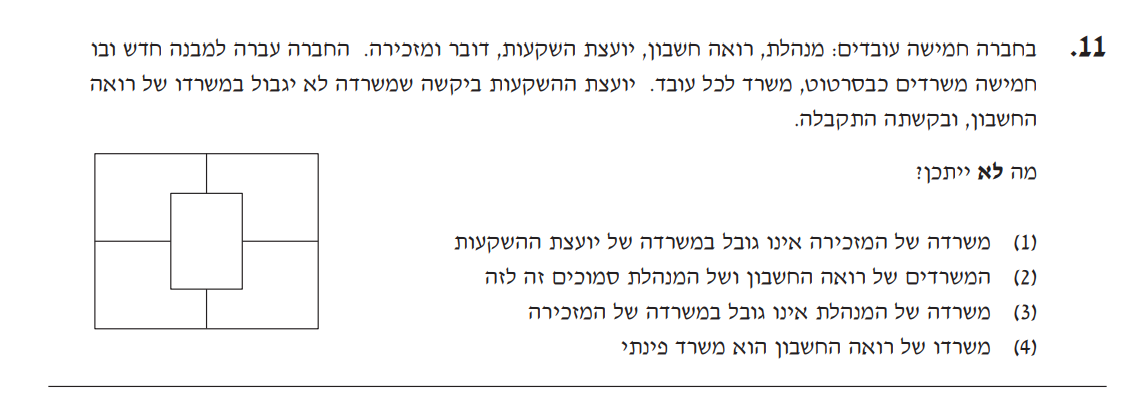 11. בחברה חמישה עובדים: מנהלת, רואה חשבון, יועצת השקעות, דובר ומזכירה. החברה עברה למבנה חדש ובו
חמישה משרדים כבסרטוט, משרד לכל עובד. יועצת ההשקעות ביקשה שמשרדה לא יגבול במשרדו של רואה
החשבון, ובקשתה התקבלה.
מה לא ייתכן?
(1) משרדה של המזכירה אינו גובל במשרדה של יועצת ההשקעות
(2) המשרדים של רואה החשבון ושל המנהלת סמוכים זה לזה
(3) משרדה של המנהלת אינו גובל במשרדה של המזכירה
(4) משרדו של רואה החשבון הוא משרד פינתי